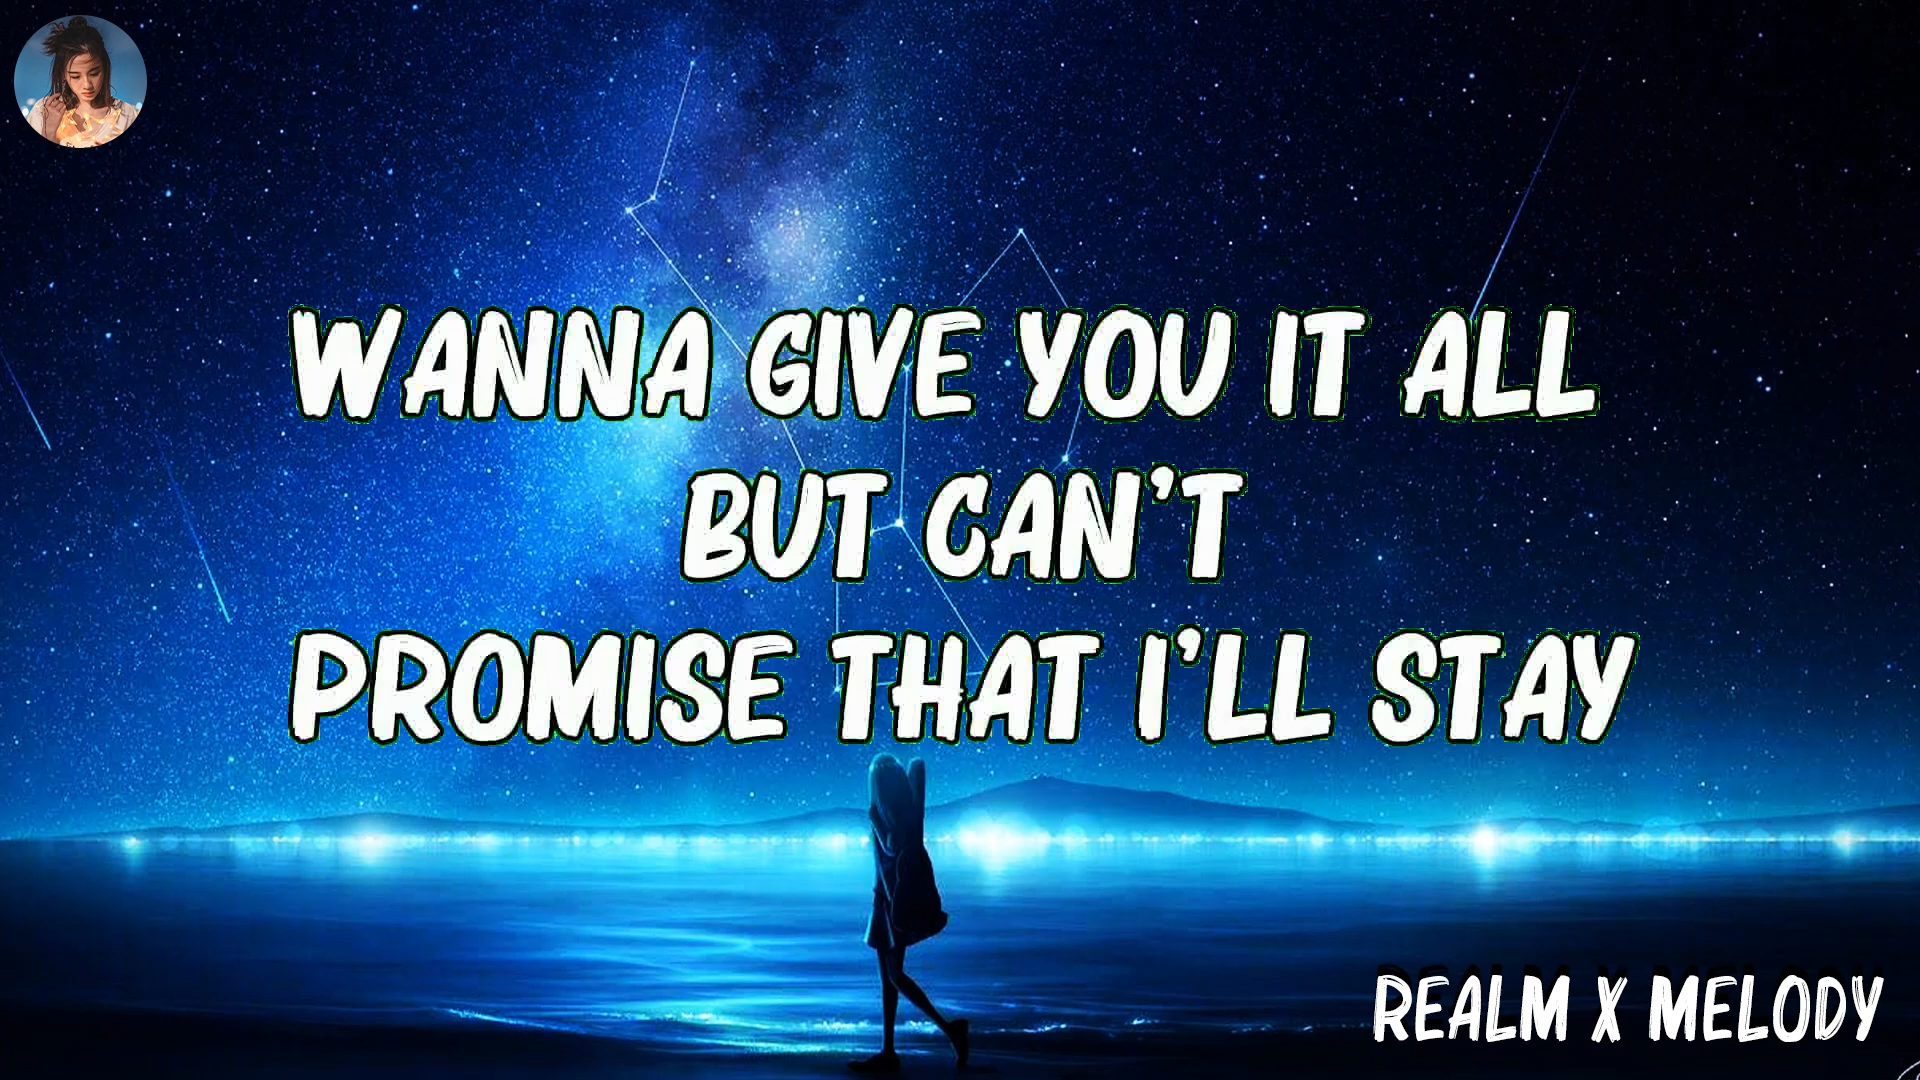 WANNA GIVE YOU IT ALL
BUT CAN'T
PROMISE THAT I'LL STAY
REALM X MELODY